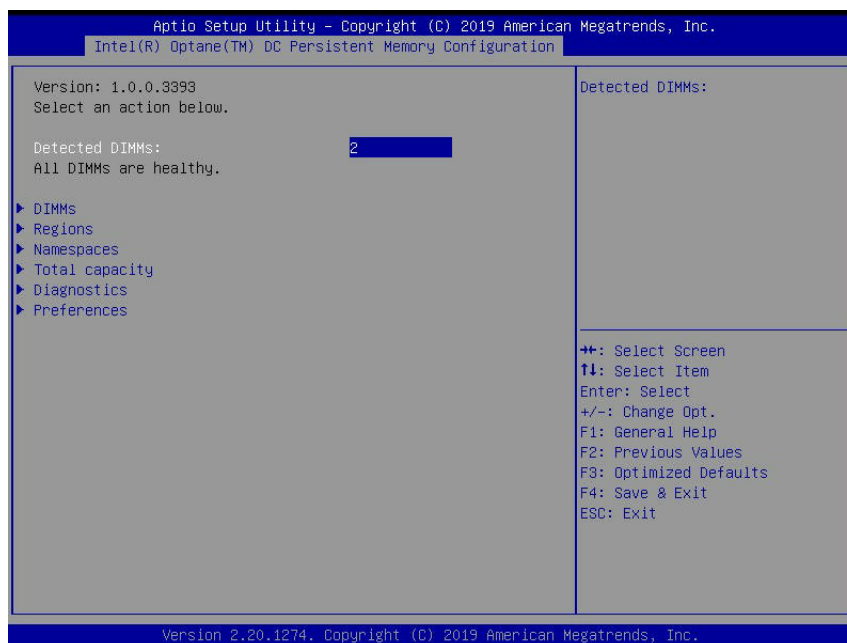 Aptio Setup Utility – Copyright (C) 2019 American Megatrends, Inc.
Intel(R) Optane(TM) DC Persistent Memory Configuration
Version: 1.0.0.3393
Select an action below.
Detected DIMMs: 2
All DIMMs are healthy.
DIMMs
Regions
Namespaces
Total capacity
Diagnostics
Preferences
Detected DIMMs:
→←: Select Screen
↑↓: Select Item
Enter: Select
+/-: Change Opt.
F1: General Help
F2: Previous Values
F3: Optimized Defaults
F4: Save & Exit
ESC: Exit
Version 2.20.1274. Copyright (C) 2019 American Megatrends, Inc.